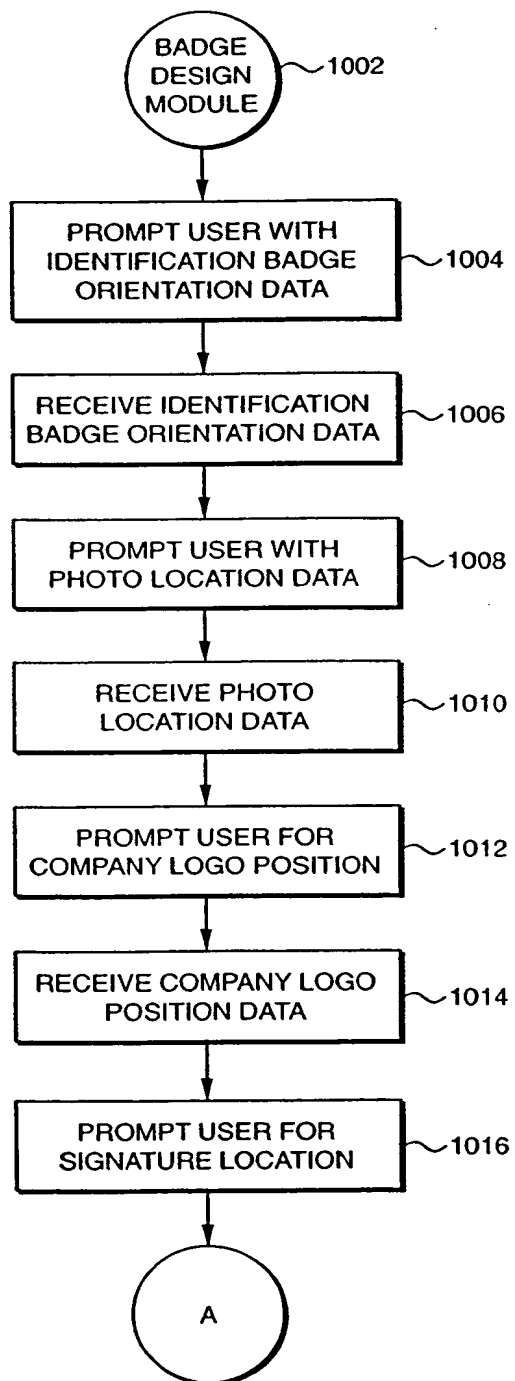 BADGE
DESIGN
MODULE
1002
PROMPT USER WITH
IDENTIFICATION BADGE
ORIENTATION DATA
1004
RECEIVE IDENTIFICATION
BADGE ORIENTATION DATA
1006
PROMPT USER WITH
PHOTO LOCATION DATA
1008
RECEIVE PHOTO
LOCATION DATA
1010
PROMPT USER FOR
COMPANY LOGO POSITION
1012
RECEIVE COMPANY LOGO
POSITION DATA
1014
PROMPT USER FOR
SIGNATURE LOCATION
1016
A